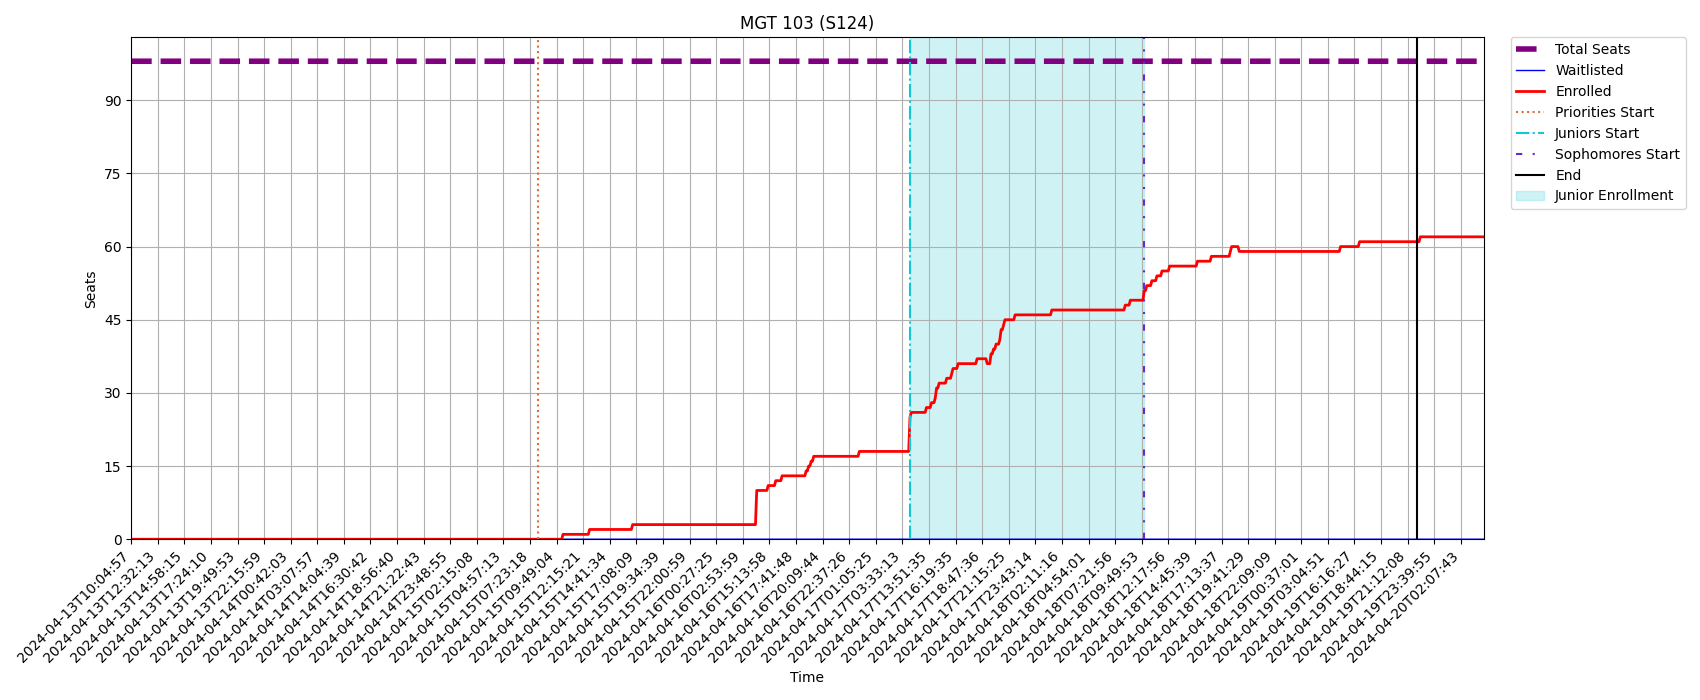 MGT 103 (S124)
Total Seats
Waitlisted
Enrolled
Priorities Start
Juniors Start
Sophomores Start
End
Junior Enrollment
Seats
90
75
60
45
30
15
0
2024-04-13T10:04:57
2024-04-13T12:32:13
2024-04-13T14:58:15
2024-04-13T17:24:10
2024-04-13T19:49:53
2024-04-13T22:15:59
2024-04-14T00:42:03
2024-04-14T03:07:57
2024-04-14T14:04:39
2024-04-14T16:30:42
2024-04-14T18:56:40
2024-04-14T21:22:43
2024-04-14T23:48:55
2024-04-15T02:15:08
2024-04-15T04:57:13
2024-04-15T07:23:18
2024-04-15T09:49:04
2024-04-15T12:15:21
2024-04-15T14:41:34
2024-04-15T17:08:09
2024-04-15T19:34:39
2024-04-15T22:00:59
2024-04-16T00:27:25
2024-04-16T02:53:59
2024-04-16T15:13:58
2024-04-16T17:41:48
2024-04-16T20:09:44
2024-04-16T22:37:26
2024-04-17T01:05:25
2024-04-17T03:33:13
2024-04-17T13:51:35
2024-04-17T16:19:35
2024-04-17T18:47:36
2024-04-17T21:15:25
2024-04-17T23:43:14
2024-04-18T02:11:16
2024-04-18T04:54:01
2024-04-18T07:21:56
2024-04-18T09:49:53
2024-04-18T12:17:56
2024-04-18T14:45:39
2024-04-18T17:13:37
2024-04-18T19:41:29
2024-04-18T22:09:09
2024-04-19T00:37:01
2024-04-19T03:04:51
2024-04-19T16:16:27
2024-04-19T18:44:15
2024-04-19T21:12:08
2024-04-19T23:39:55
2024-04-20T02:07:43
Time